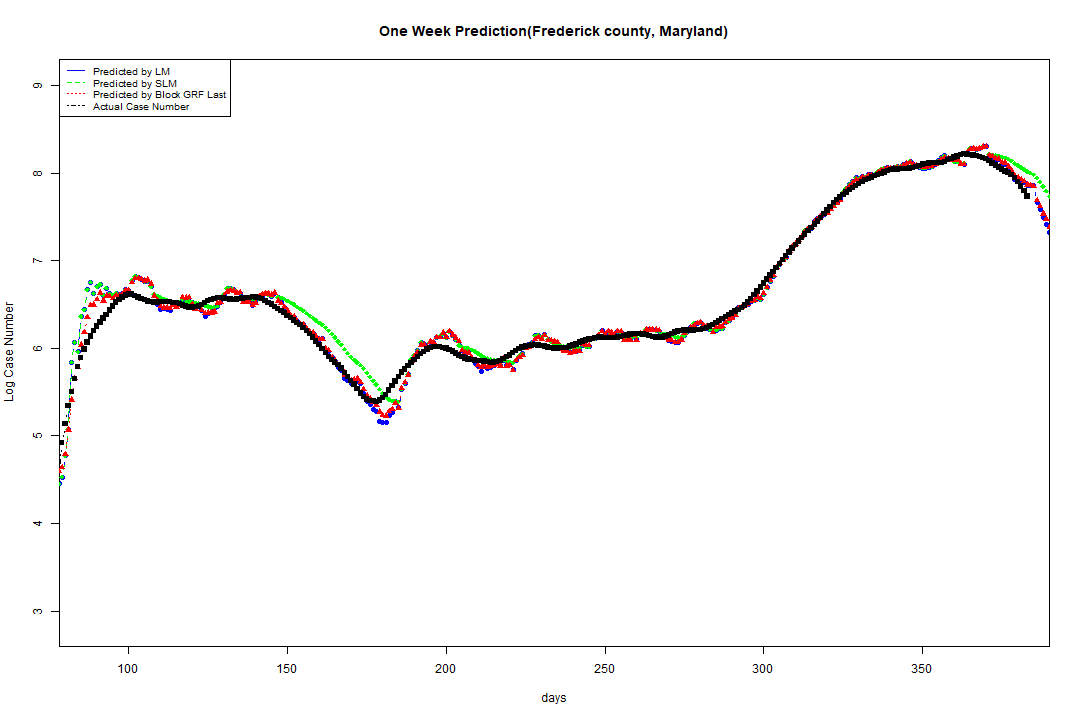 One Week Prediction(Frederick county, Maryland)
Predicted by LM
Predicted by SLM
Predicted by Block GRF Last
Actual Case Number
9
8
7
6
5
4
3
Log Case Number
100 150 200 250 300 350
days